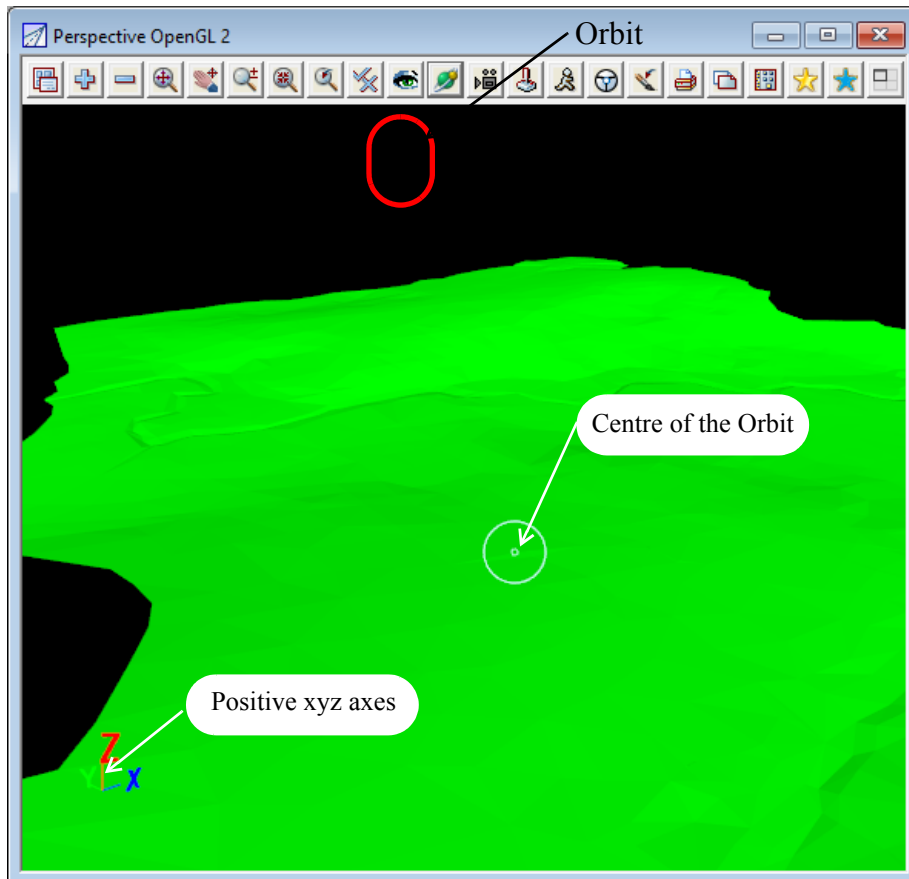 Perspective OpenGL 2
Orbit
Centre of the Orbit
Positive xyz axes
Z
Y X